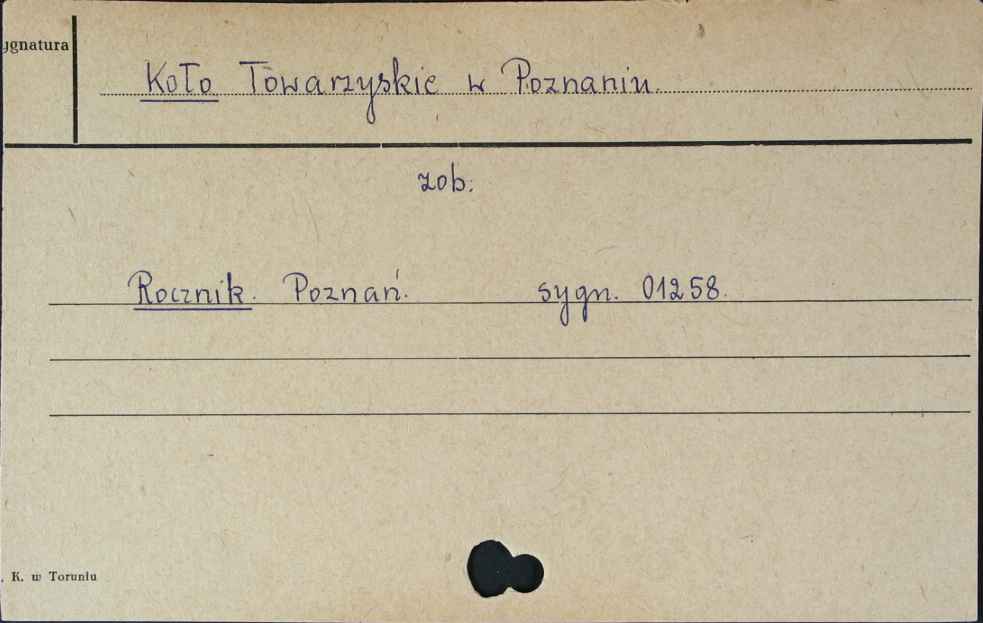 ygnatura
Koło Towarzyskie w Poznaniu.
zob.
Rocznik. Poznań. sygn. 01258.
. K. w Toruniu